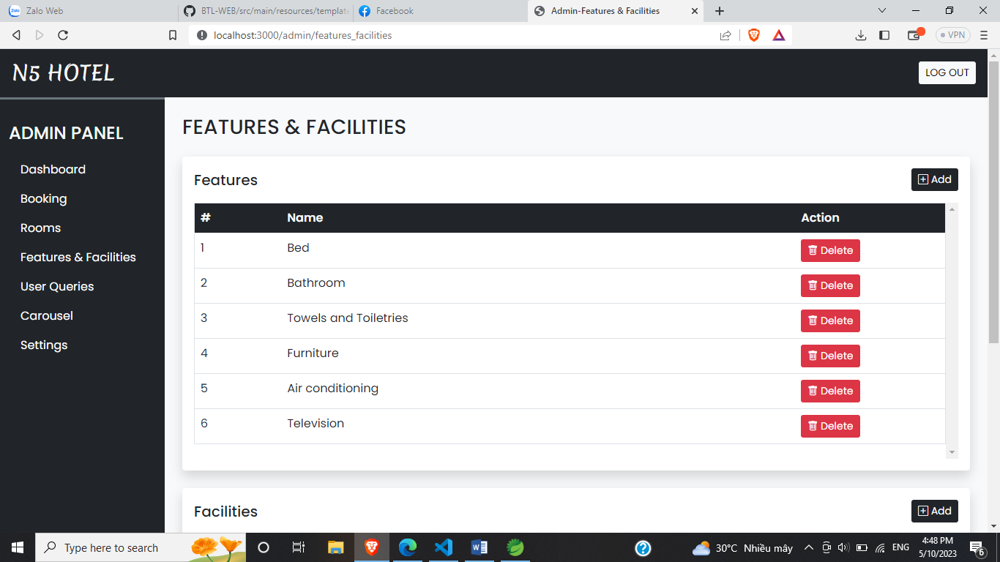 Zalo Web
BTL-WEB/src/main/resources/template
Facebook
Admin-Features & Facilities
localhost:3000/admin/features_facilities
VPN
N5 HOTEL
LOG OUT
ADMIN PANEL
Dashboard
Booking
Rooms
Features & Facilities
User Queries
Carousel
Settings
FEATURES & FACILITIES
Features
Add
# Name Action
1 Bed Delete
2 Bathroom Delete
3 Towels and Toiletries Delete
4 Furniture Delete
5 Air conditioning Delete
6 Television Delete
Facilities
Add
Type here to search
30°C Nhiều mây
ENG
4:48 PM
5/10/2023
6